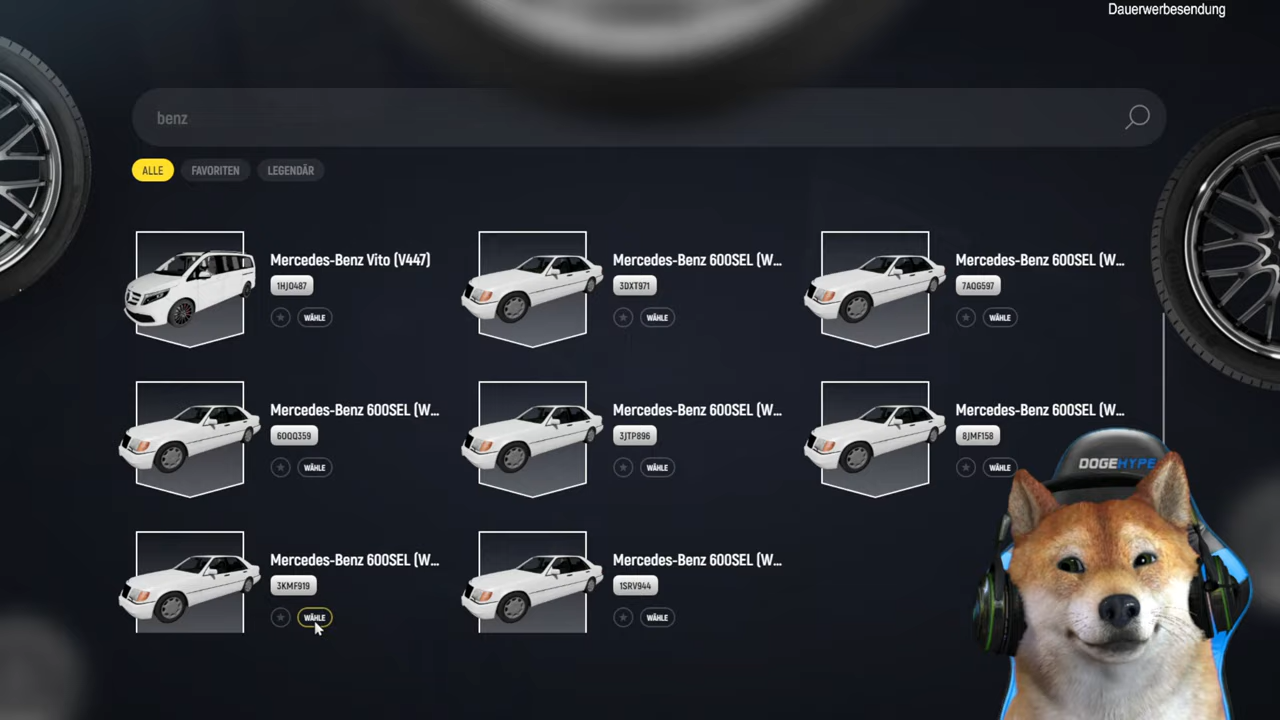 Dauerwerbesendung
benz
ALLE
FAVORITEN
LEGENDÄR
Mercedes-Benz Vito (V447)
1HJ0487
WÄHLE
Mercedes-Benz 600SEL (W...
3DXT971
WÄHLE
Mercedes-Benz 600SEL (W...
7AQG597
WÄHLE
Mercedes-Benz 600SEL (W...
6OQQ359
WÄHLE
Mercedes-Benz 600SEL (W...
3JTP896
WÄHLE
Mercedes-Benz 600SEL (W...
8JMF158
WÄHLE
Mercedes-Benz 600SEL (W...
3KMF919
WÄHLE
Mercedes-Benz 600SEL (W...
1SRV944
WÄHLE
DOGEHYPE